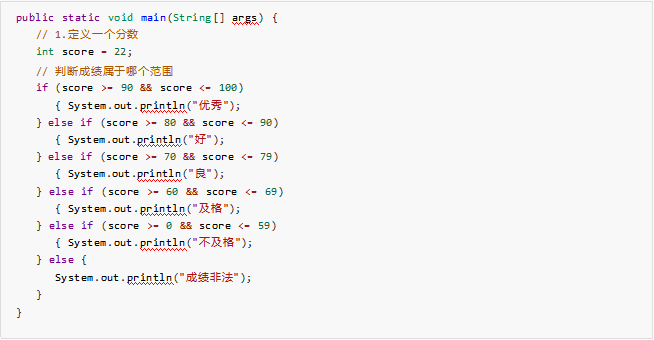 public static void main(String[] args) {
// 1.定义一个分数
int score = 22;
// 判断成绩属于哪个范围
if (score >= 90 && score <= 100)
{ System.out.println("优秀");
} else if (score >= 80 && score <= 90)
{ System.out.println("好");
} else if (score >= 70 && score <= 79)
{ System.out.println("良");
} else if (score >= 60 && score <= 69)
{ System.out.println("及格");
} else if (score >= 0 && score <= 59)
{ System.out.println("不及格");
} else {
System.out.println("成绩非法");
}
}